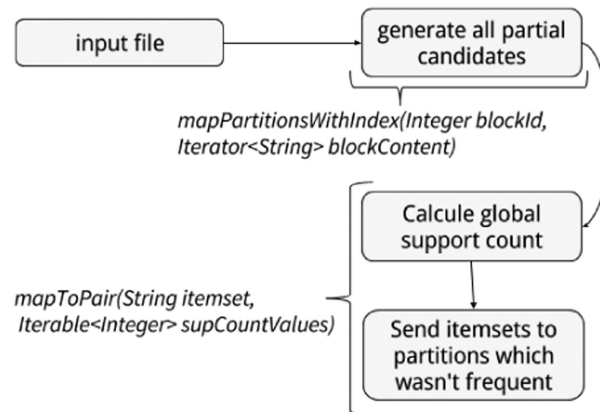 input file
generate all partial
candidates
mapPartitionsWithIndex(Integer blockId,
Iterator<String> blockContent)
Calcule global
support count
mapToPair(String itemset,
Iterable<Integer> supCountValues)
Send itemsets to
partitions which
wasn't frequent